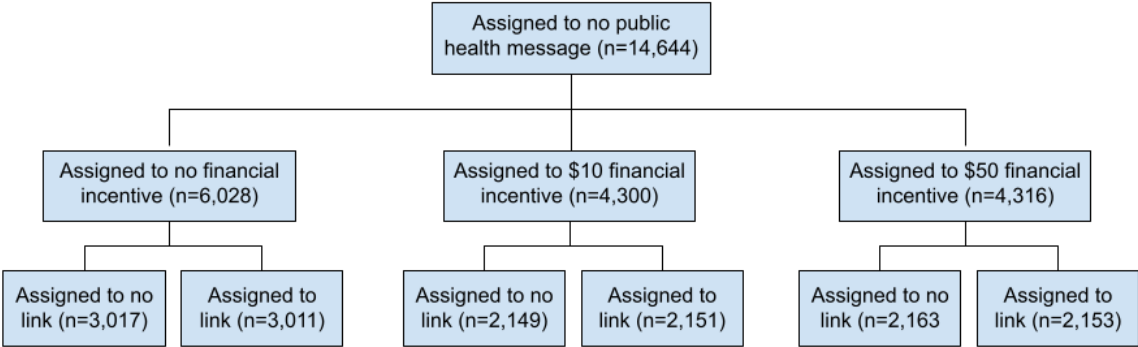 Assigned to no public
health message (n=14,644)
Assigned to no financial
incentive (n=6,028)
Assigned to $10 financial
incentive (n=4,300)
Assigned to $50 financial
incentive (n=4,316)
Assigned to no
link (n=3,017)
Assigned to
link (n=3,011)
Assigned to no
link (n=2,149)
Assigned to
link (n=2,151)
Assigned to no
link (n=2,163
Assigned to
link (n=2,153)